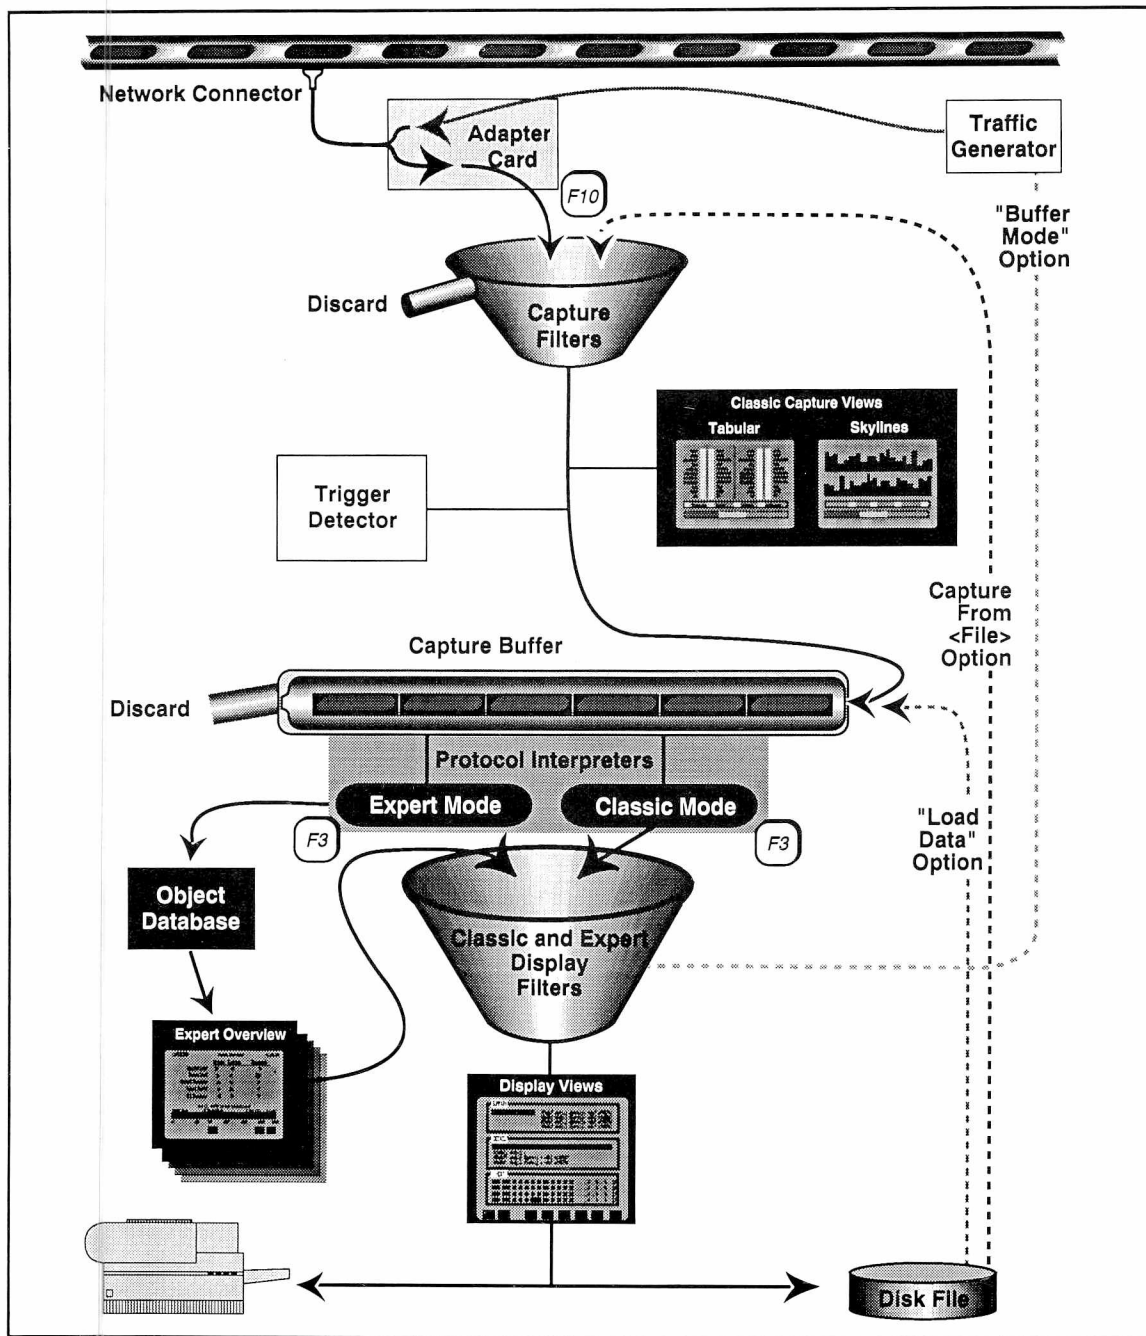 Network Connector
Adapter
Card
Traffic
Generator
F10
"Buffer
Mode"
Option
Discard
Capture
Filters
Classic Capture Views
Tabular
Skylines
Trigger
Detector
Capture
From
<File>
Option
Capture Buffer
Discard
Protocol Interpreters
Expert Mode
Classic Mode
F3
F3
"Load
Data"
Option
Object
Database
Classic and Expert
Display
Filters
Expert Overview
Display Views
Disk File